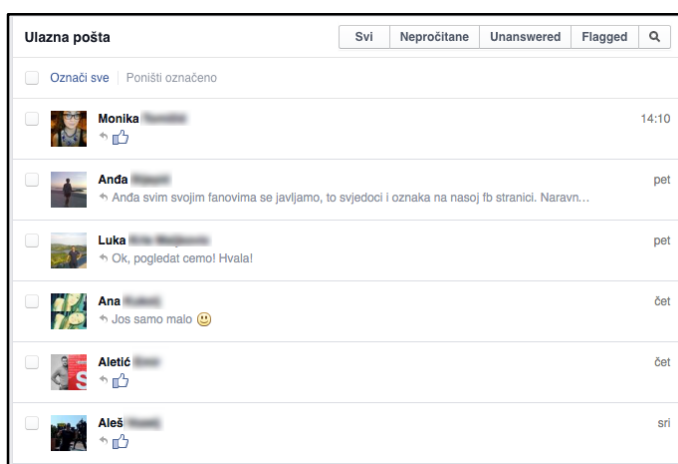 Ulazna pošta
Svi Nepročitane Unanswered Flagged
Označi sve Poništi označeno
Monika
14:10
Anđa
pet
Anđa svim svojim fanovima se javljamo, to svjedoci i oznaka na nasoj fb stranici. Naravn...
Luka
pet
Ok, pogledat cemo! Hvala!
Ana
čet
Jos samo malo
Aletić
čet
Aleš
sri